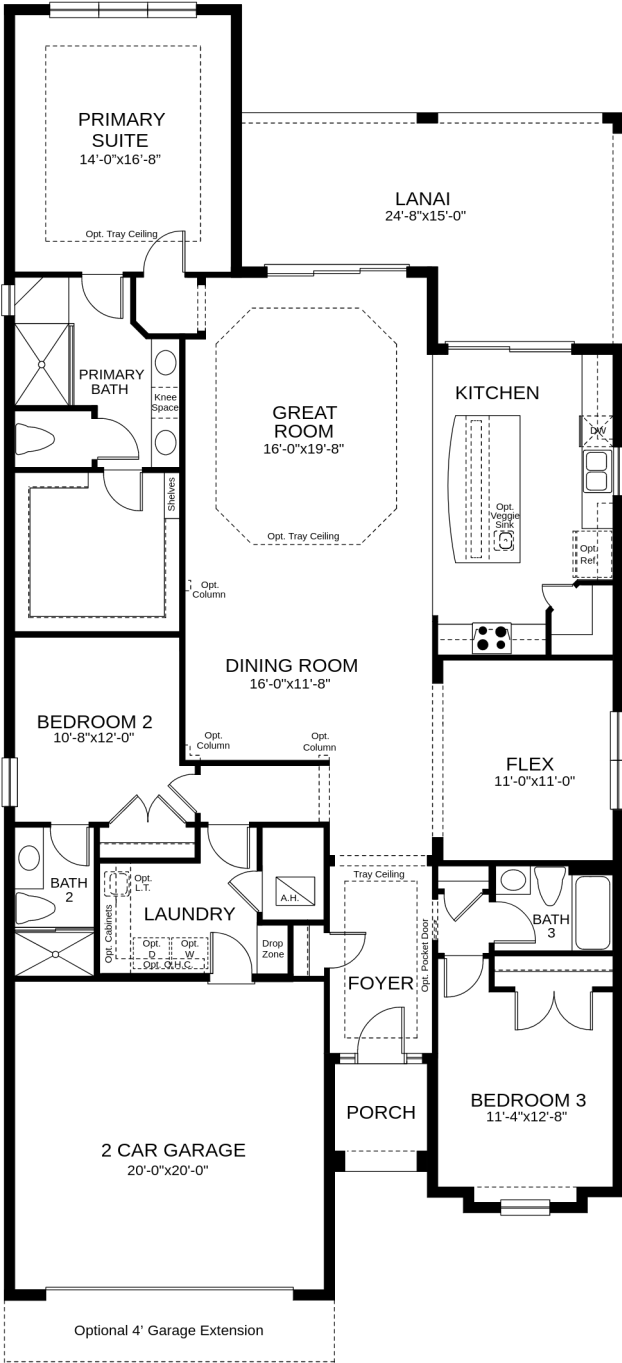 PRIMARY
SUITE
14’-0”x16’-8”
Opt. Tray Ceiling
LANAI
24'-8"x15'-0"
PRIMARY
BATH
Knee
Space
GREAT
ROOM
16'-0"x19'-8"
Opt. Tray Ceiling
KITCHEN
DW
Opt.
Veggie
Sink
Opt.
Ref.
Shelves
Opt.
Column
DINING ROOM
16'-0"x11'-8"
BEDROOM 2
10'-8"x12'-0"
Opt.
Column
Opt.
Column
FLEX
11'-0"x11'-0"
BATH
2
Opt.
L.T.
Opt. Cabinets
LAUNDRY
Opt.
D
Opt.
W
Opt. O.H.C.
A.H.
Drop
Zone
Tray Ceiling
FOYER
Opt. Pocket Door
BATH
3
PORCH
BEDROOM 3
11'-4"x12'-8"
2 CAR GARAGE
20'-0"x20'-0"
Optional 4’ Garage Extension